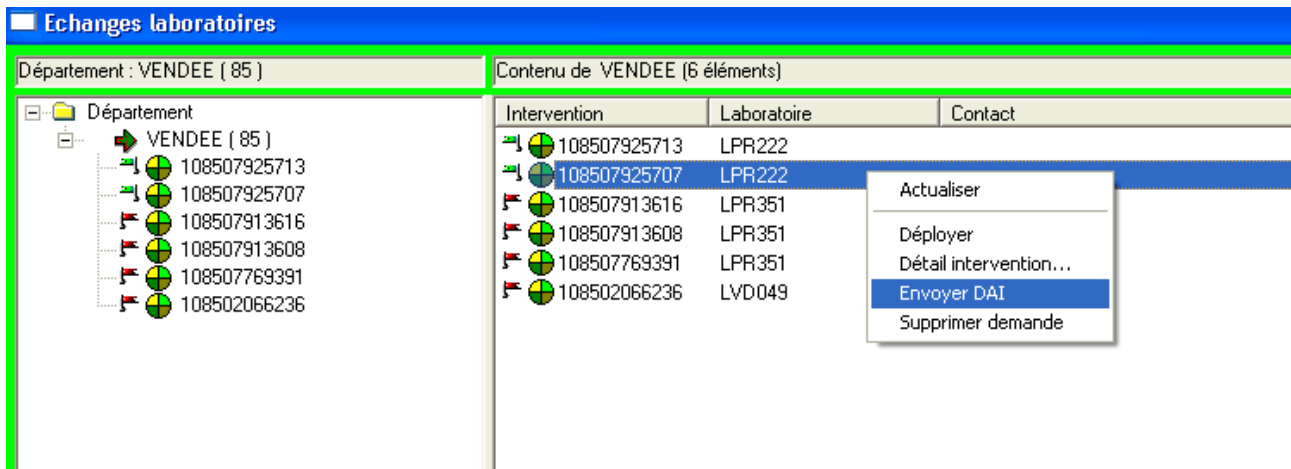 Echanges laboratoires
Département : VENDEE ( 85 )
Contenu de VENDEE (6 éléments)
Département
VENDEE ( 85 )
108507925713
108507925707
108507913616
108507913608
108507769391
108502066236
Intervention Laboratoire Contact
108507925713 LPR222
108507925707 LPR222
108507913616 LPR351
108507913608 LPR351
108507769391 LPR351
108502066236 LVD049
Actualiser
Déployer
Détail intervention...
Envoyer DAI
Supprimer demande